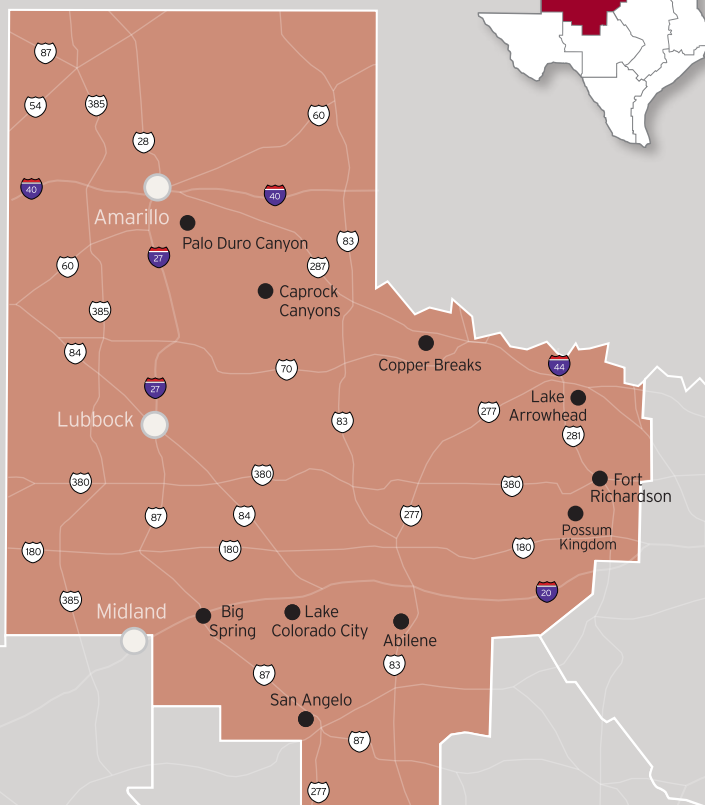 87
54
385
60
28
40
40
Amarillo
Palo Duro Canyon
83
27
60
287
Caprock
Canyons
385
84
Copper Breaks
44
70
27
Lake
Arrowhead
277
Lubbock
83
281
380
380
380
Fort
Richardson
87
84
277
Possum
Kingdom
180
180
180
20
385
Midland
Big
Spring
Lake
Colorado City
Abilene
83
87
San Angelo
87
277